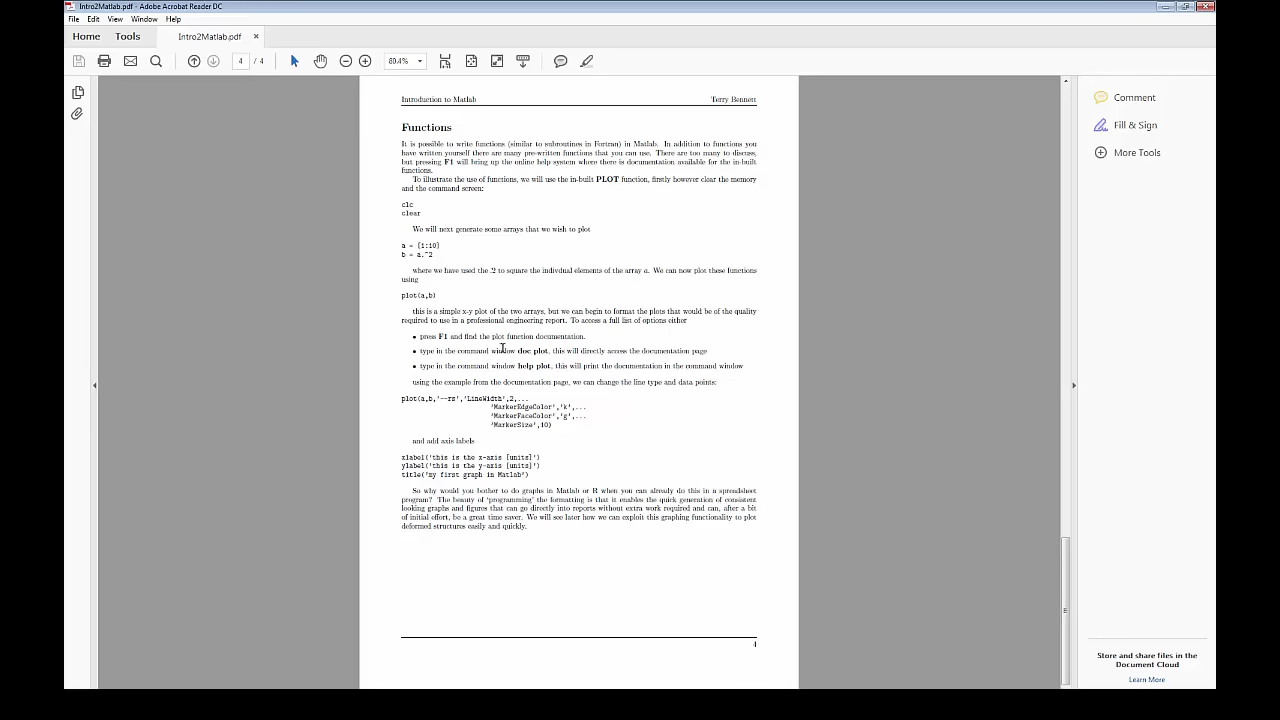 Intro2Matlab.pdf - Adobe Acrobat Reader DC
File Edit View Window Help
Home Tools Intro2Matlab.pdf ×
4 / 4 80.4%
Introduction to Matlab Terry Bennett
Functions
It is possible to write functions (similar to subroutines in Fortran) in Matlab. In addition to functions you
have written yourself there are many pre-written functions that you can use. There are too many to discuss,
but pressing F1 will bring up the online help system where there is documentation available for the in-built
functions.
To illustrate the use of functions, we will use the in-built PLOT function, firstly however clear the memory
and the command screen:
clc
clear
We will next generate some arrays that we wish to plot
a = [1:10]
b = a.^2
where we have used the .2 to square the indivdual elements of the array a. We can now plot these functions
using
plot(a,b)
this is a simple x-y plot of the two arrays, but we can begin to format the plots that would be of the quality
required to use in a professional engineering report. To access a full list of options either
• press F1 and find the plot function documentation.
• type in the command window doc plot, this will directly access the documentation page
• type in the command window help plot, this will print the documentation in the command window
using the example from the documentation page, we can change the line type and data points:
plot(a,b,'--rs','LineWidth',2,...
'MarkerEdgeColor','k',...
'MarkerFaceColor','g',...
'MarkerSize',10)
and add axis labels
xlabel('this is the x-axis [units]')
ylabel('this is the y-axis [units]')
title('my first graph in Matlab')
So why would you bother to do graphs in Matlab or R when you can already do this in a spreadsheet
program? The beauty of 'programming' the formatting is that it enables the quick generation of consistent
looking graphs and figures that can go directly into reports without extra work required and can, after a bit
of initial effort, be a great time saver. We will see later how we can exploit this graphing functionality to plot
deformed structures easily and quickly.
4
Comment
Fill & Sign
More Tools
Store and share files in the
Document Cloud
Learn More